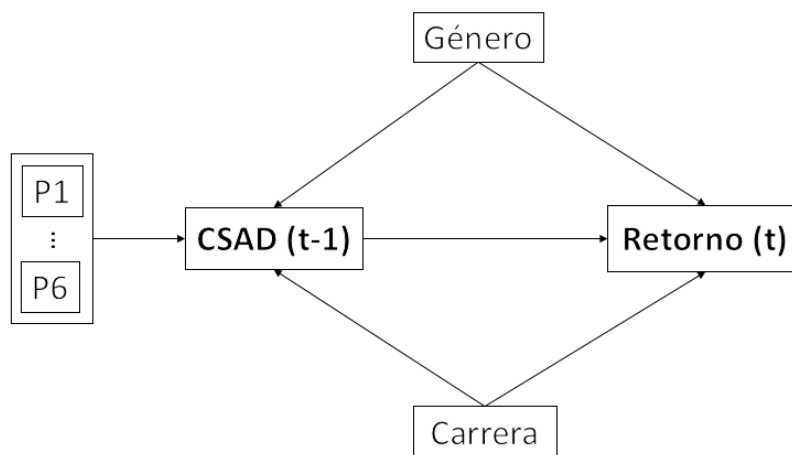 Género
P1
⋮
P6
CSAD (t-1)
Retorno (t)
Carrera